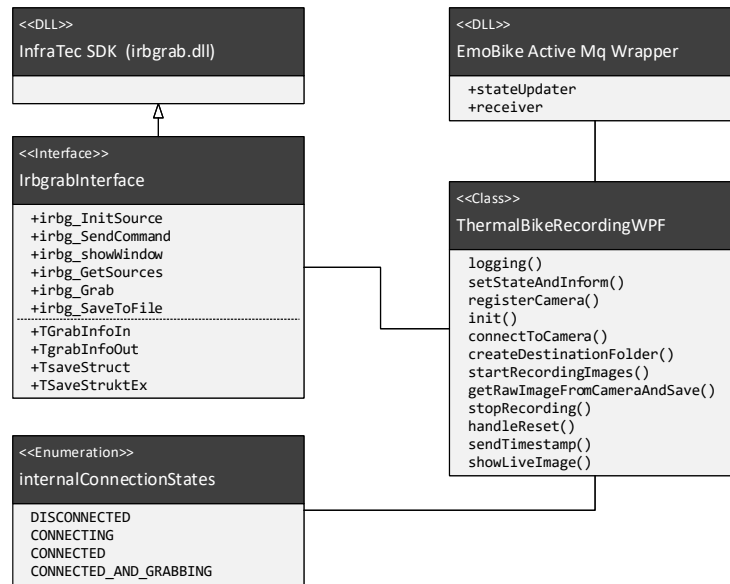 <<DLL>>
InfraTec SDK (irbgrab.dll)
<<Interface>>
IrbgrabInterface
+irbg_InitSource
+irbg_SendCommand
+irbg_showWindow
+irbg_GetSources
+irbg_Grab
+irbg_SaveToFile
+TGrabInfoIn
+TgrabInfoOut
+TsaveStruct
+TSaveStruktEx
<<Enumeration>>
internalConnectionStates
DISCONNECTED
CONNECTING
CONNECTED
CONNECTED_AND_GRABBING
<<DLL>>
EmoBike Active Mq Wrapper
+stateUpdater
+receiver
<<Class>>
ThermalBikeRecordingWPF
logging()
setStateAndInform()
registerCamera()
init()
connectToCamera()
createDestinationFolder()
startRecordingImages()
getRawImageFromCameraAndSave()
stopRecording()
handleReset()
sendTimestamp()
showLiveImage()